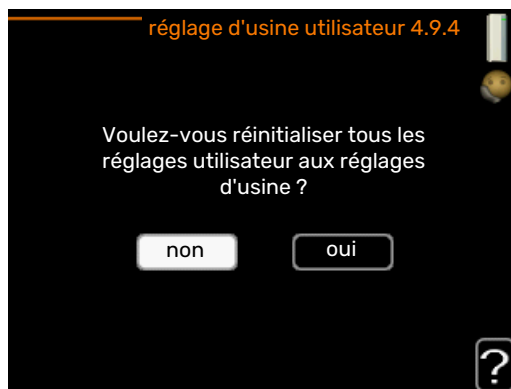 réglage d'usine utilisateur 4.9.4
Voulez-vous réinitialiser tous les
réglages utilisateur aux réglages
d'usine ?
non
oui
?